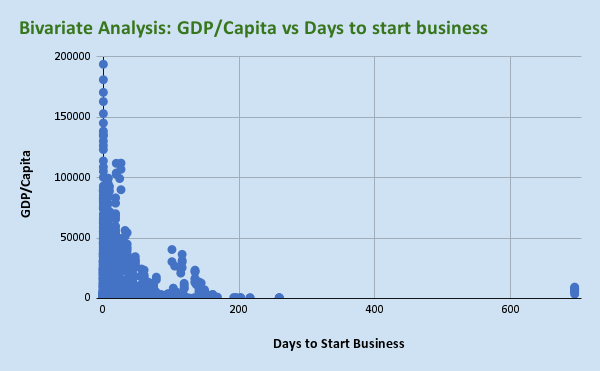 Bivariate Analysis: GDP/Capita vs Days to start business
200000
150000
100000
50000
0
GDP/Capita
0 200 400 600
Days to Start Business